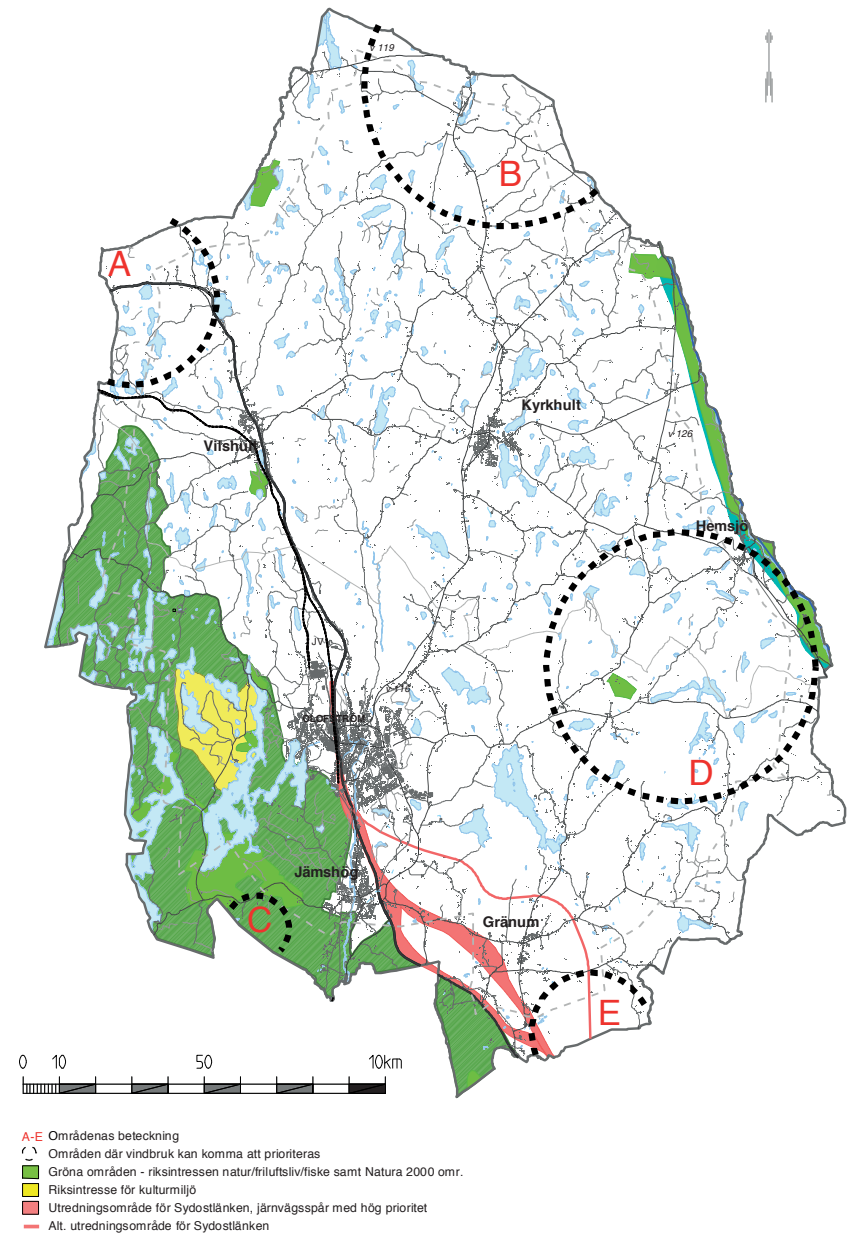 v 119
B
A
Kyrkhult
Vilshult
v 126
Hemsjö
JV
v 116
OLOFSTRÖM
D
Jämshög
C
Gränum
E
0 10 50 10km
A-E Områdenas beteckning
Områden där vindbruk kan komma att prioriteras
Gröna områden - riksintressen natur/friluftsliv/fiske samt Natura 2000 omr.
Riksintresse för kulturmiljö
Utredningsområde för Sydostlänken, järnvägsspår med hög prioritet
Alt. utredningsområde för Sydostlänken